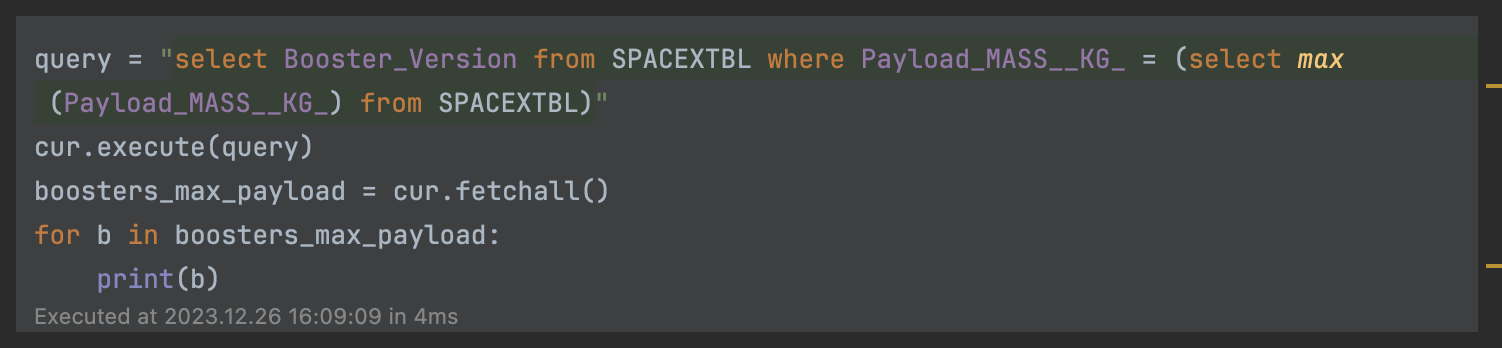 query = "select Booster_Version from SPACEXTBL where Payload_MASS__KG_ = (select max
(Payload_MASS__KG_) from SPACEXTBL)"
cur.execute(query)
boosters_max_payload = cur.fetchall()
for b in boosters_max_payload:
    print(b)
Executed at 2023.12.26 16:09:09 in 4ms